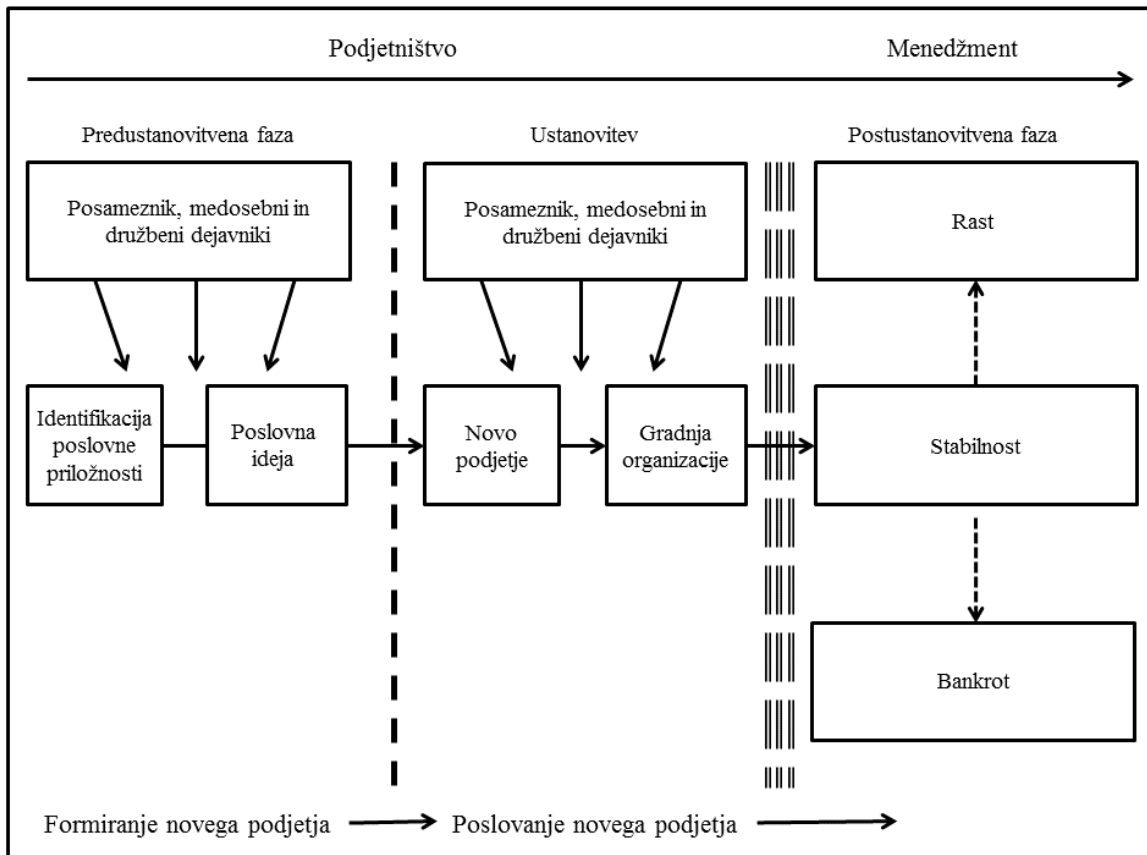 Podjetništvo
Menedžment
Predustanovitvena faza
Ustanovitev
Postustanovitvena faza
Posameznik, medosebni in
družbeni dejavniki
Posameznik, medosebni in
družbeni dejavniki
Rast
Identifikacija
poslovne
priložnosti
Poslovna
ideja
Novo
podjetje
Gradnja
organizacije
Stabilnost
Bankrot
Formiranje novega podjetja
Poslovanje novega podjetja